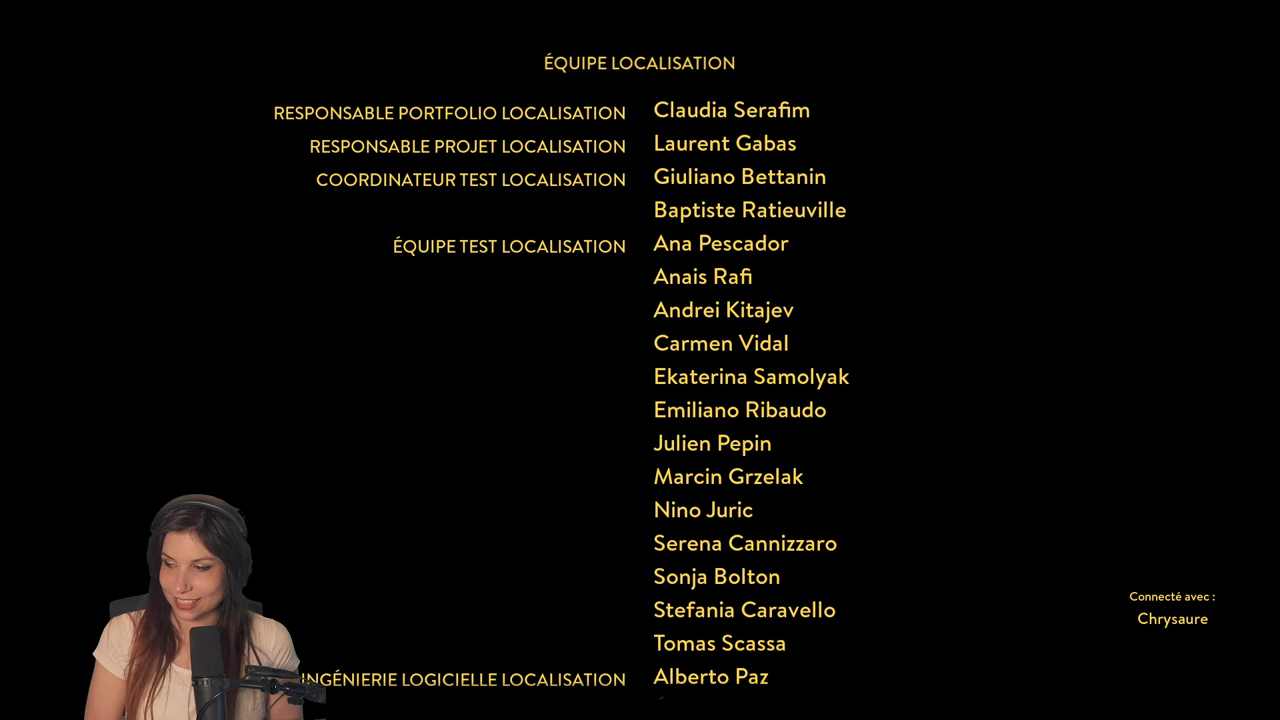 ÉQUIPE LOCALISATION
RESPONSABLE PORTFOLIO LOCALISATION Claudia Serafim
RESPONSABLE PROJET LOCALISATION Laurent Gabas
COORDINATEUR TEST LOCALISATION Giuliano Bettanin
Baptiste Ratieuville
ÉQUIPE TEST LOCALISATION Ana Pescador
Anais Rafi
Andrei Kitajev
Carmen Vidal
Ekaterina Samolyak
Emiliano Ribaudo
Julien Pepin
Marcin Grzelak
Nino Juric
Serena Cannizzaro
Sonja Bolton
Stefania Caravello
Tomas Scassa
INGÉNIERIE LOGICIELLE LOCALISATION Alberto Paz
Connecté avec :
Chrysaure